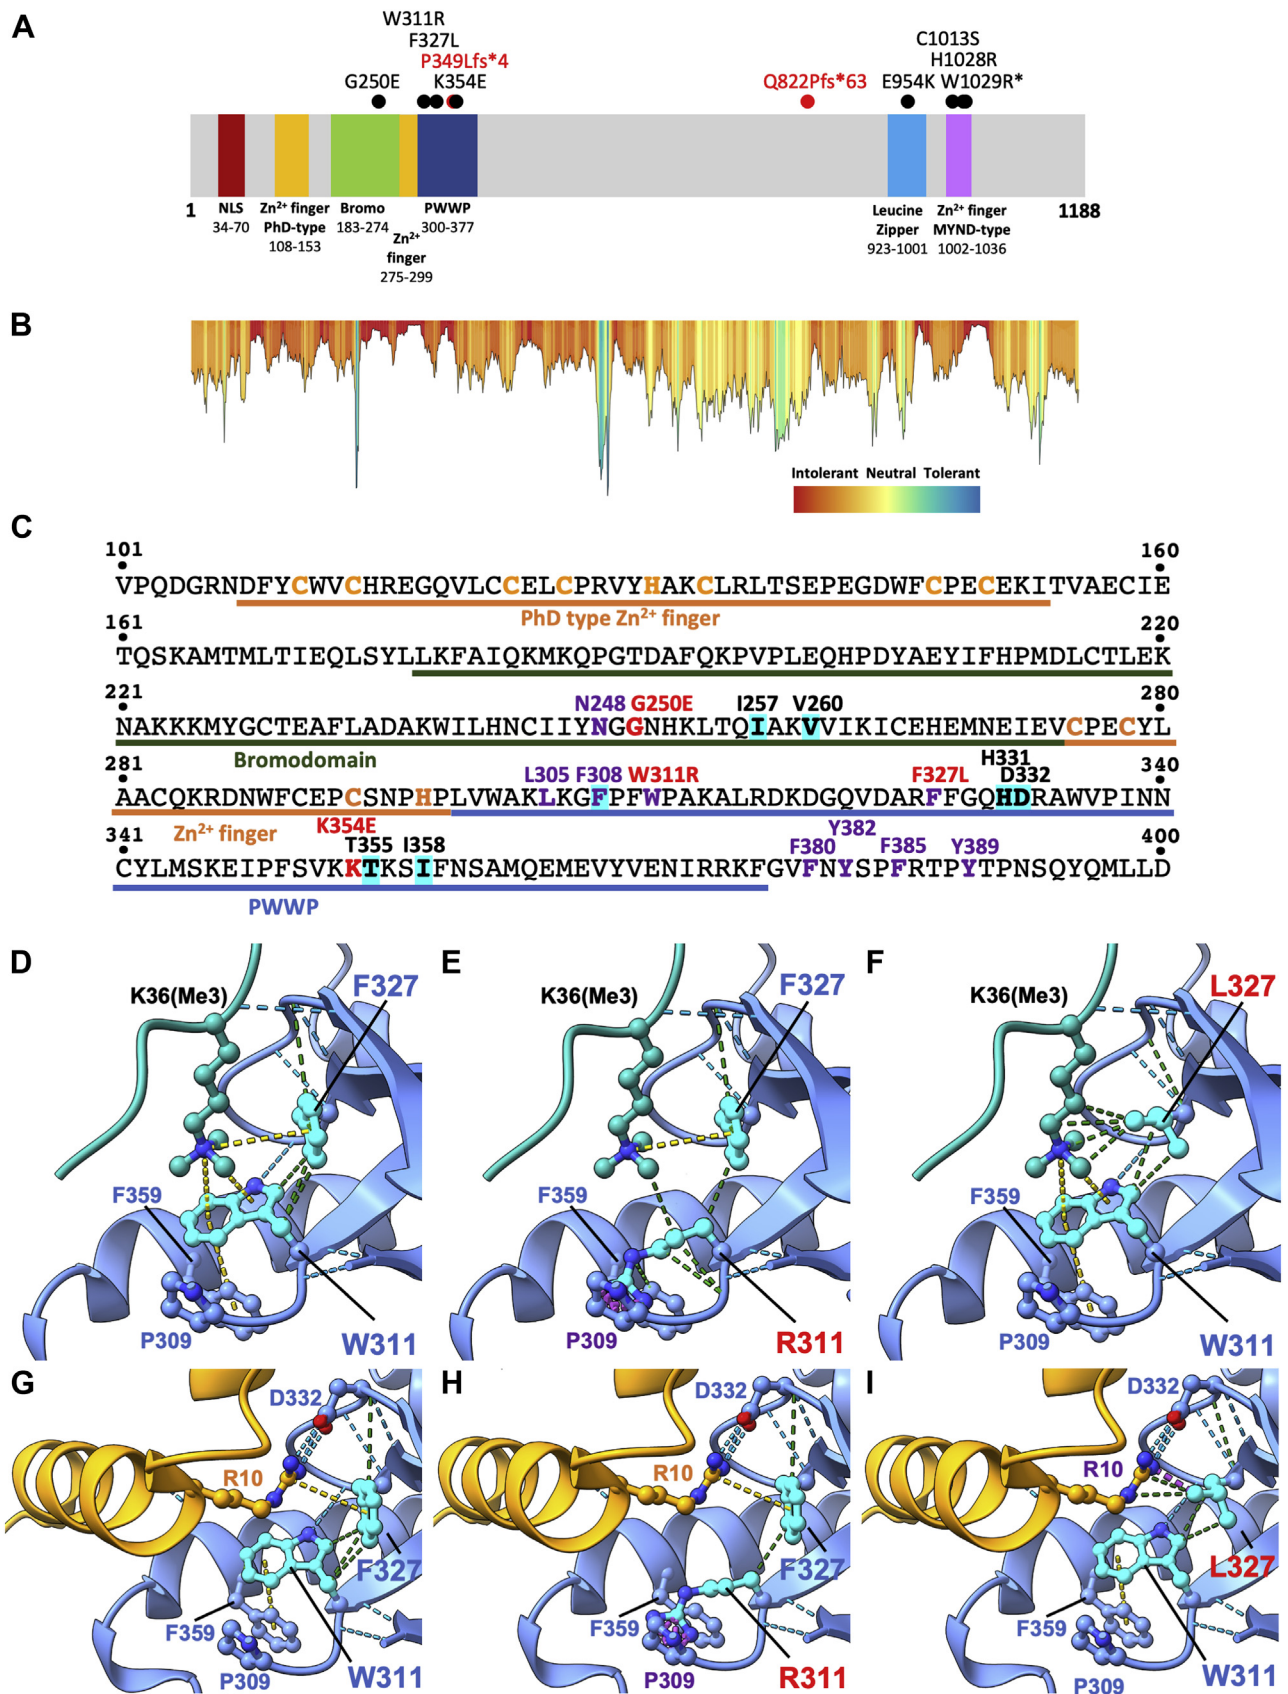 A
W311R
F327L
P349Lfs*4
G250E
K354E
Q822Pfs*63
C1013S
H1028R
E954K W1029R*
1
NLS
34-70
Zn2+ finger
PhD-type
108-153
Bromo
183-274
Zn2+
finger
275-299
PWWP
300-377
Leucine
Zipper
923-1001
Zn2+ finger
MYND-type
1002-1036
1188
B
Intolerant Neutral Tolerant
C
101 160
VPQDGRNDFYCWVCHREGQVLCCELCPRVYHAKCLRLTSEPEGDWFCPECEKITVAECIE
PhD type Zn2+ finger
161 220
TQSKAMTMLTIEQLSYLLKFAIQKMKQPGTDAFQKPVPLEQHPDYAEYIFHPMDLCTLEK
221 280
N248 G250E I257 V260
NAKKKMYGCTEAFLADAKWILHNCIIYNGGNHKLTQIAKVVIKICEHEMNEIEVCPECYL
Bromodomain
H331
281 340
L305 F308 W311R F327L D332
AACQKRDNWFCEPCSNPHPLVWAKLKGFPFWPAKALRDKDGQVDARFFGQHDRAWVPINN
Zn2+ finger
K354E
Y382
341 400
T355 I358 F380 F385 Y389
CYLMSKEIPFSVKKTKSIFNSAMQEMEVYVENIRRKFGVFNYSPFRTPYTPNSQYQMLLD
PWWP
D
K36(Me3)
F327
F359
P309
W311
E
K36(Me3)
F327
F359
P309
R311
F
K36(Me3)
L327
F359
P309
W311
G
D332
R10
F327
F359
P309
W311
H
D332
R10
F327
F359
P309
R311
I
D332
R10
L327
F359
P309
W311